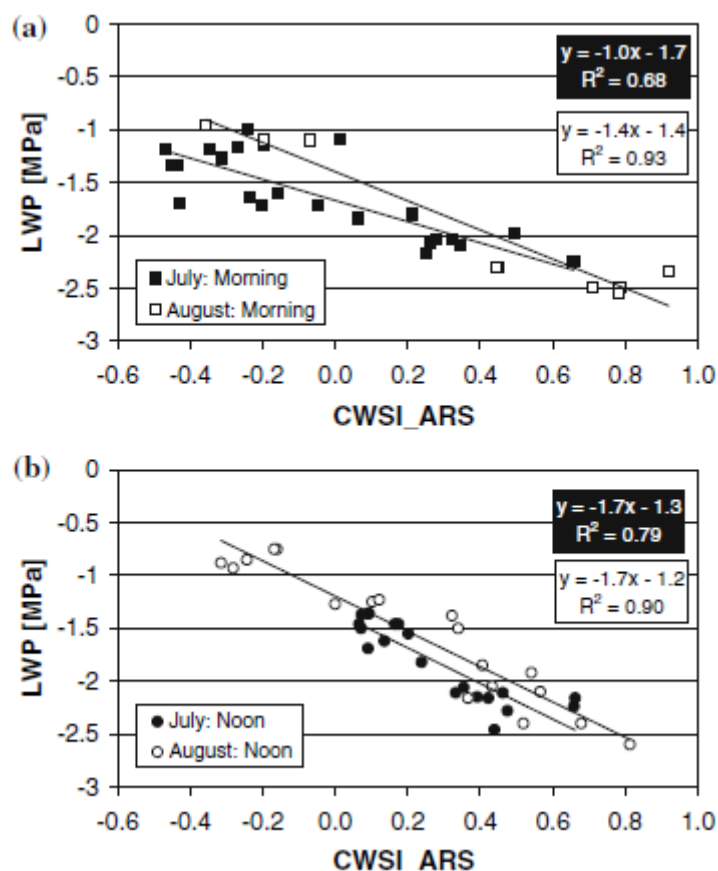 (a)
0
-0.5
-1
-1.5
-2
-2.5
-3
LWP [MPa]
y = -1.0x - 1.7
R² = 0.68
y = -1.4x - 1.4
R² = 0.93
July: Morning
August: Morning
-0.6 -0.4 -0.2 0.0 0.2 0.4 0.6 0.8 1.0
CWSI_ARS
(b)
0
-0.5
-1
-1.5
-2
-2.5
-3
LWP [MPa]
y = -1.7x - 1.3
R² = 0.79
y = -1.7x - 1.2
R² = 0.90
July: Noon
August: Noon
-0.6 -0.4 -0.2 0.0 0.2 0.4 0.6 0.8 1.0
CWSI_ARS